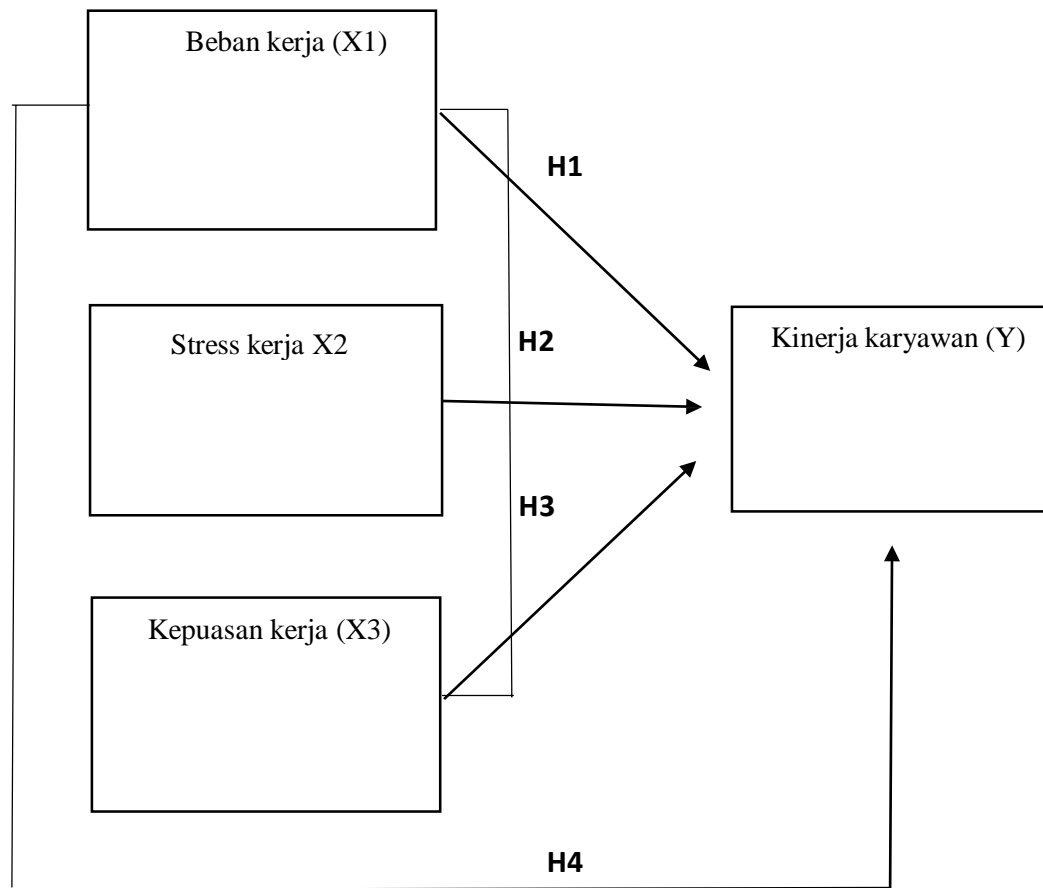 Beban kerja (X1)
H1
Stress kerja X2
H2
Kinerja karyawan (Y)
H3
Kepuasan kerja (X3)
H4